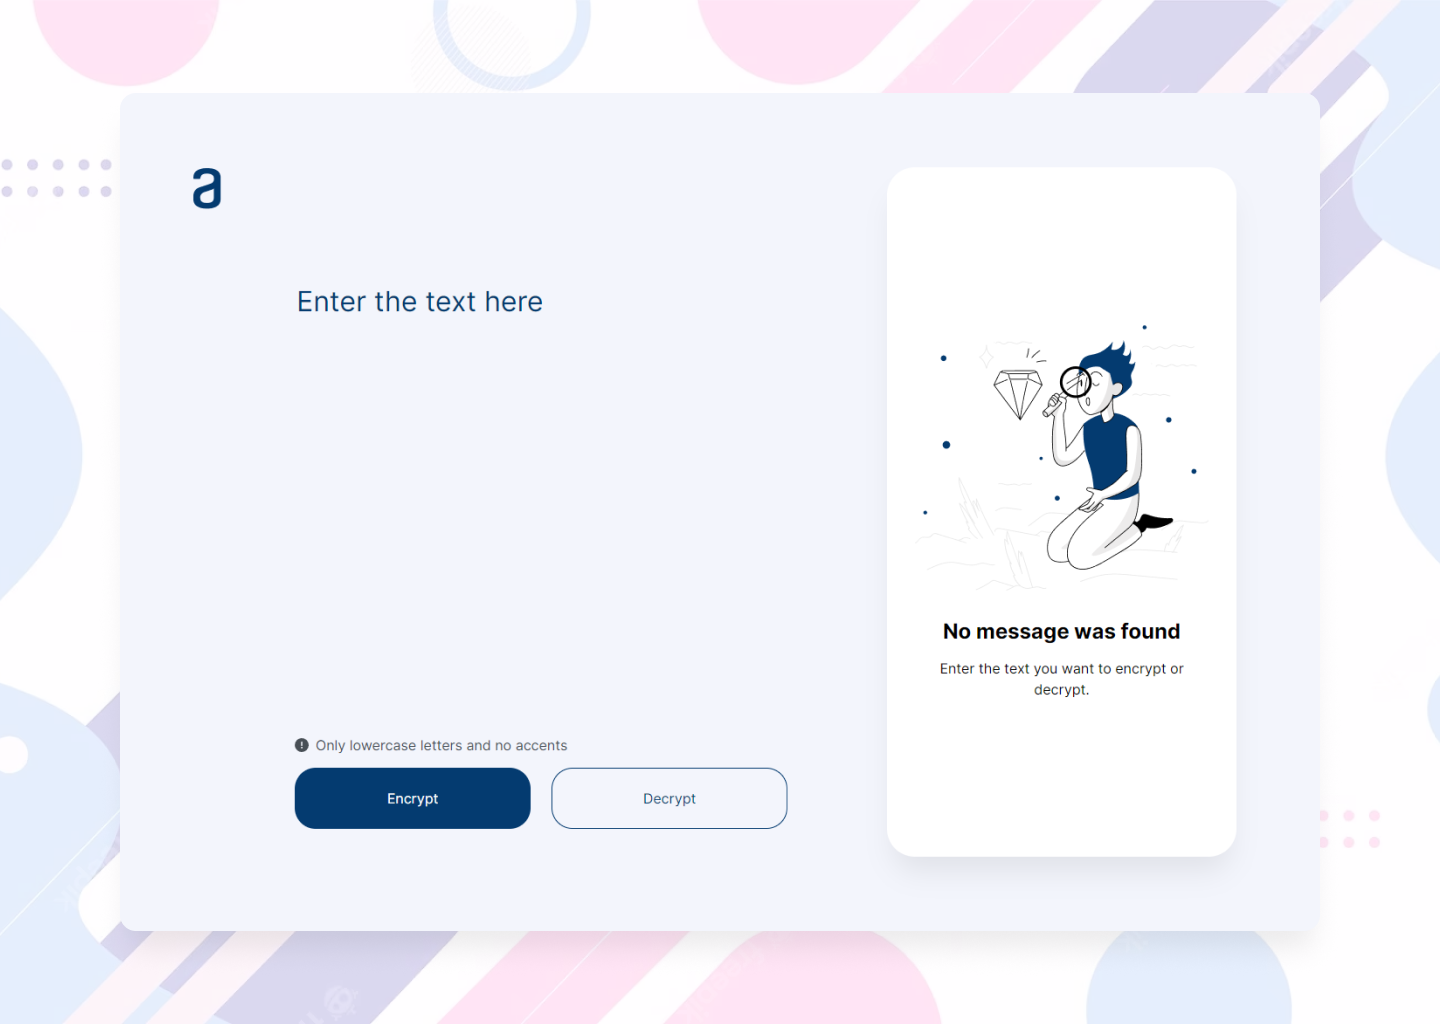 a
Enter the text here
Only lowercase letters and no accents
Encrypt
Decrypt
No message was found
Enter the text you want to encrypt or
decrypt.